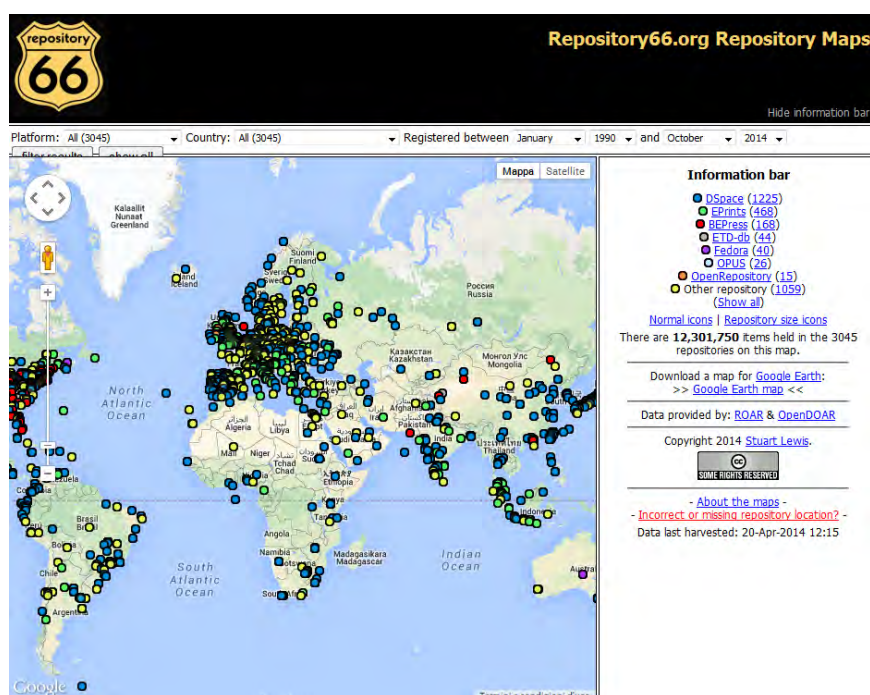 repository
66
Repository66.org Repository Maps
Hide information bar
Platform: All (3045) Country: All (3045) Registered between January 1990 and October 2014
filter results show all
Mappa Satellite
Information bar
DSpace (1225)
EPrints (468)
BEPress (168)
ETD-db (44)
Fedora (40)
OPUS (26)
OpenRepository (15)
Other repository (1059)
(Show all)
Normal icons | Repository size icons
There are 12,301,750 items held in the 3045
repositories on this map.
Download a map for Google Earth:
>> Google Earth map <<
Data provided by: ROAR & OpenDOAR
Copyright 2014 Stuart Lewis.
CC
SOME RIGHTS RESERVED
- About the maps -
- Incorrect or missing repository location? -
Data last harvested: 20-Apr-2014 12:15
Kalaallit
Nunaat
Greenland
Iceland
Suomi
Finland
Россия
Russia
Казахстан
Kazakhstan
Монгол Улс
Mongolia
North
Atlantic
Ocean
الجزائر
Algeria
ليبيا
Libya
Pakistan
India
Thailand
Mali
Niger
Tchad
Chad
Ethiopia
Indonesia
Brasil
Angola
Namibia
Madagasikara
Madagascar
Chile
Argentina
South
Atlantic
Ocean
Indian
Ocean
Google